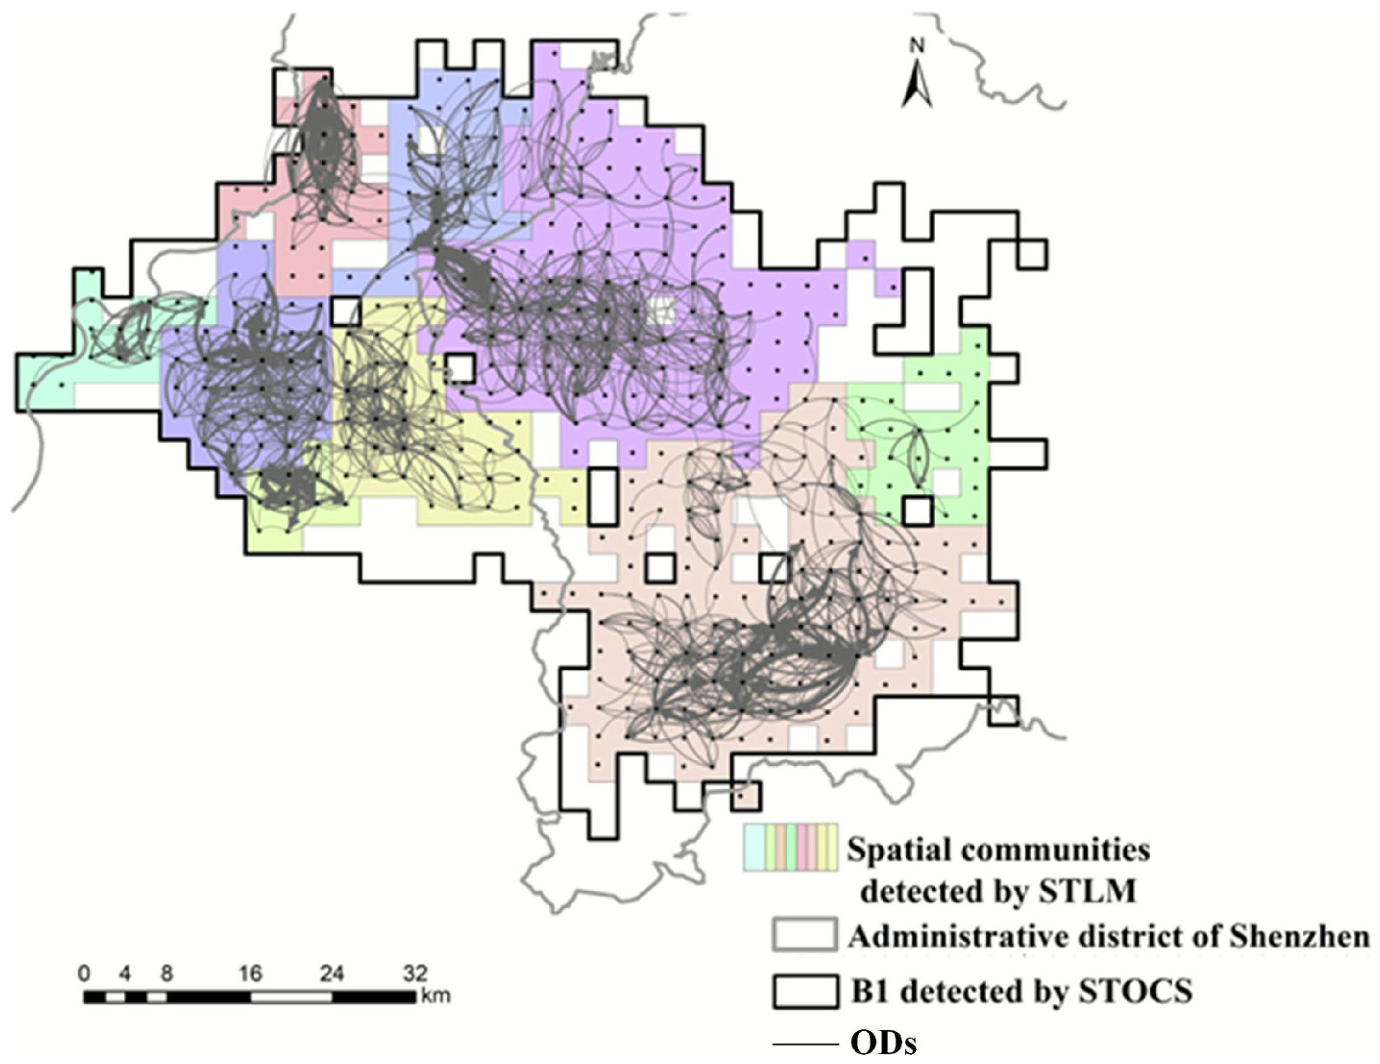 N
Spatial communities
detected by STLM
Administrative district of Shenzhen
B1 detected by STOCS
ODs
0 4 8 16 24 32
km